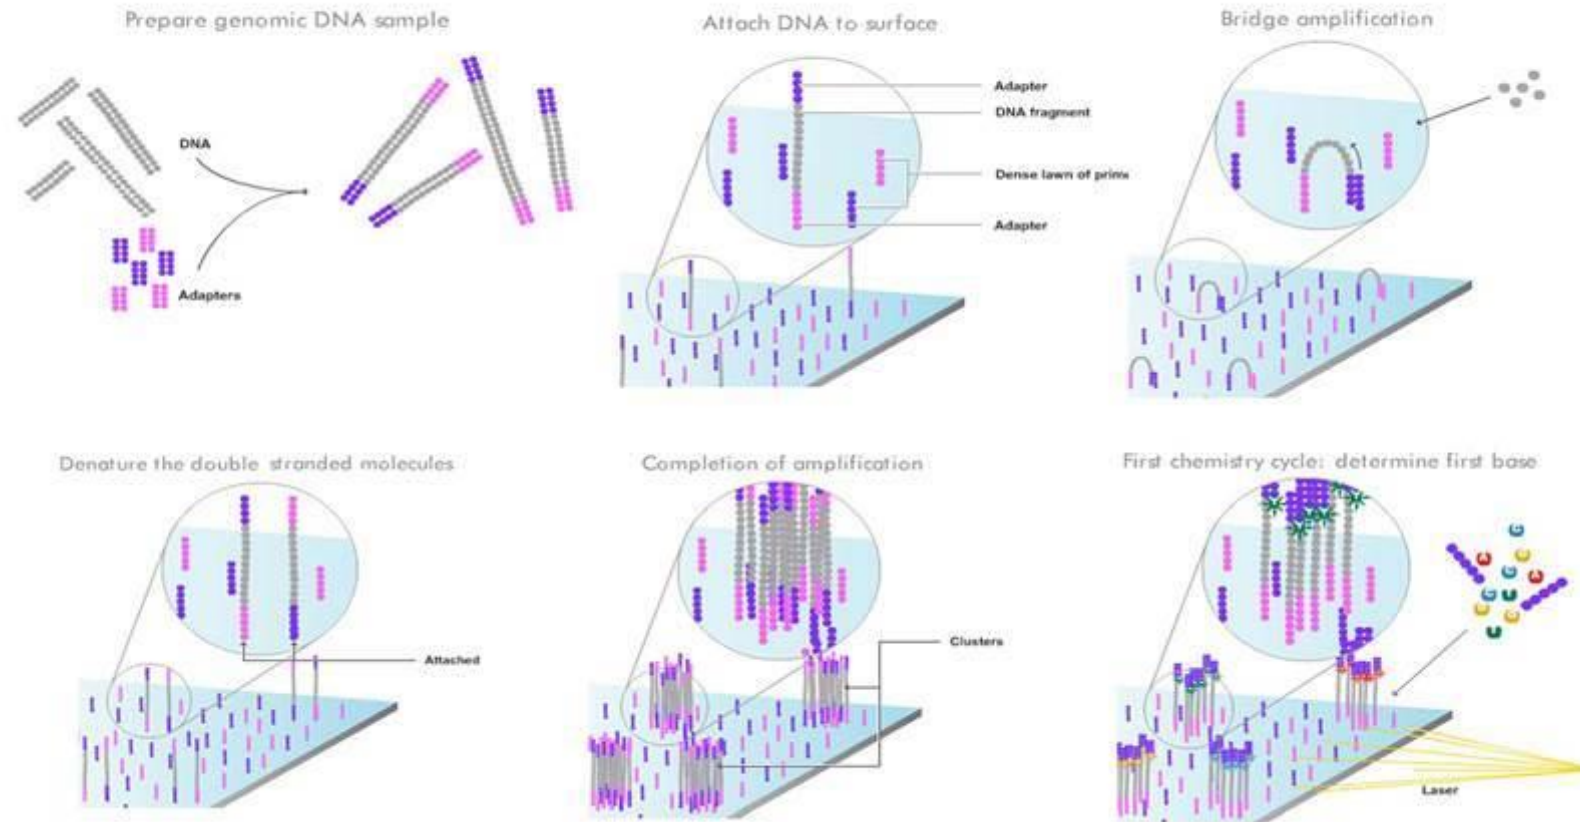 Prepare genomic DNA sample
DNA
Adapters
Attach DNA to surface
Adapter
DNA fragment
Dense lawn of prim
Adapter
Bridge amplification
Denature the double stranded molecules
Attached
Completion of amplification
Clusters
First chemistry cycle: determine first base
G
A
G
A
G
Laser